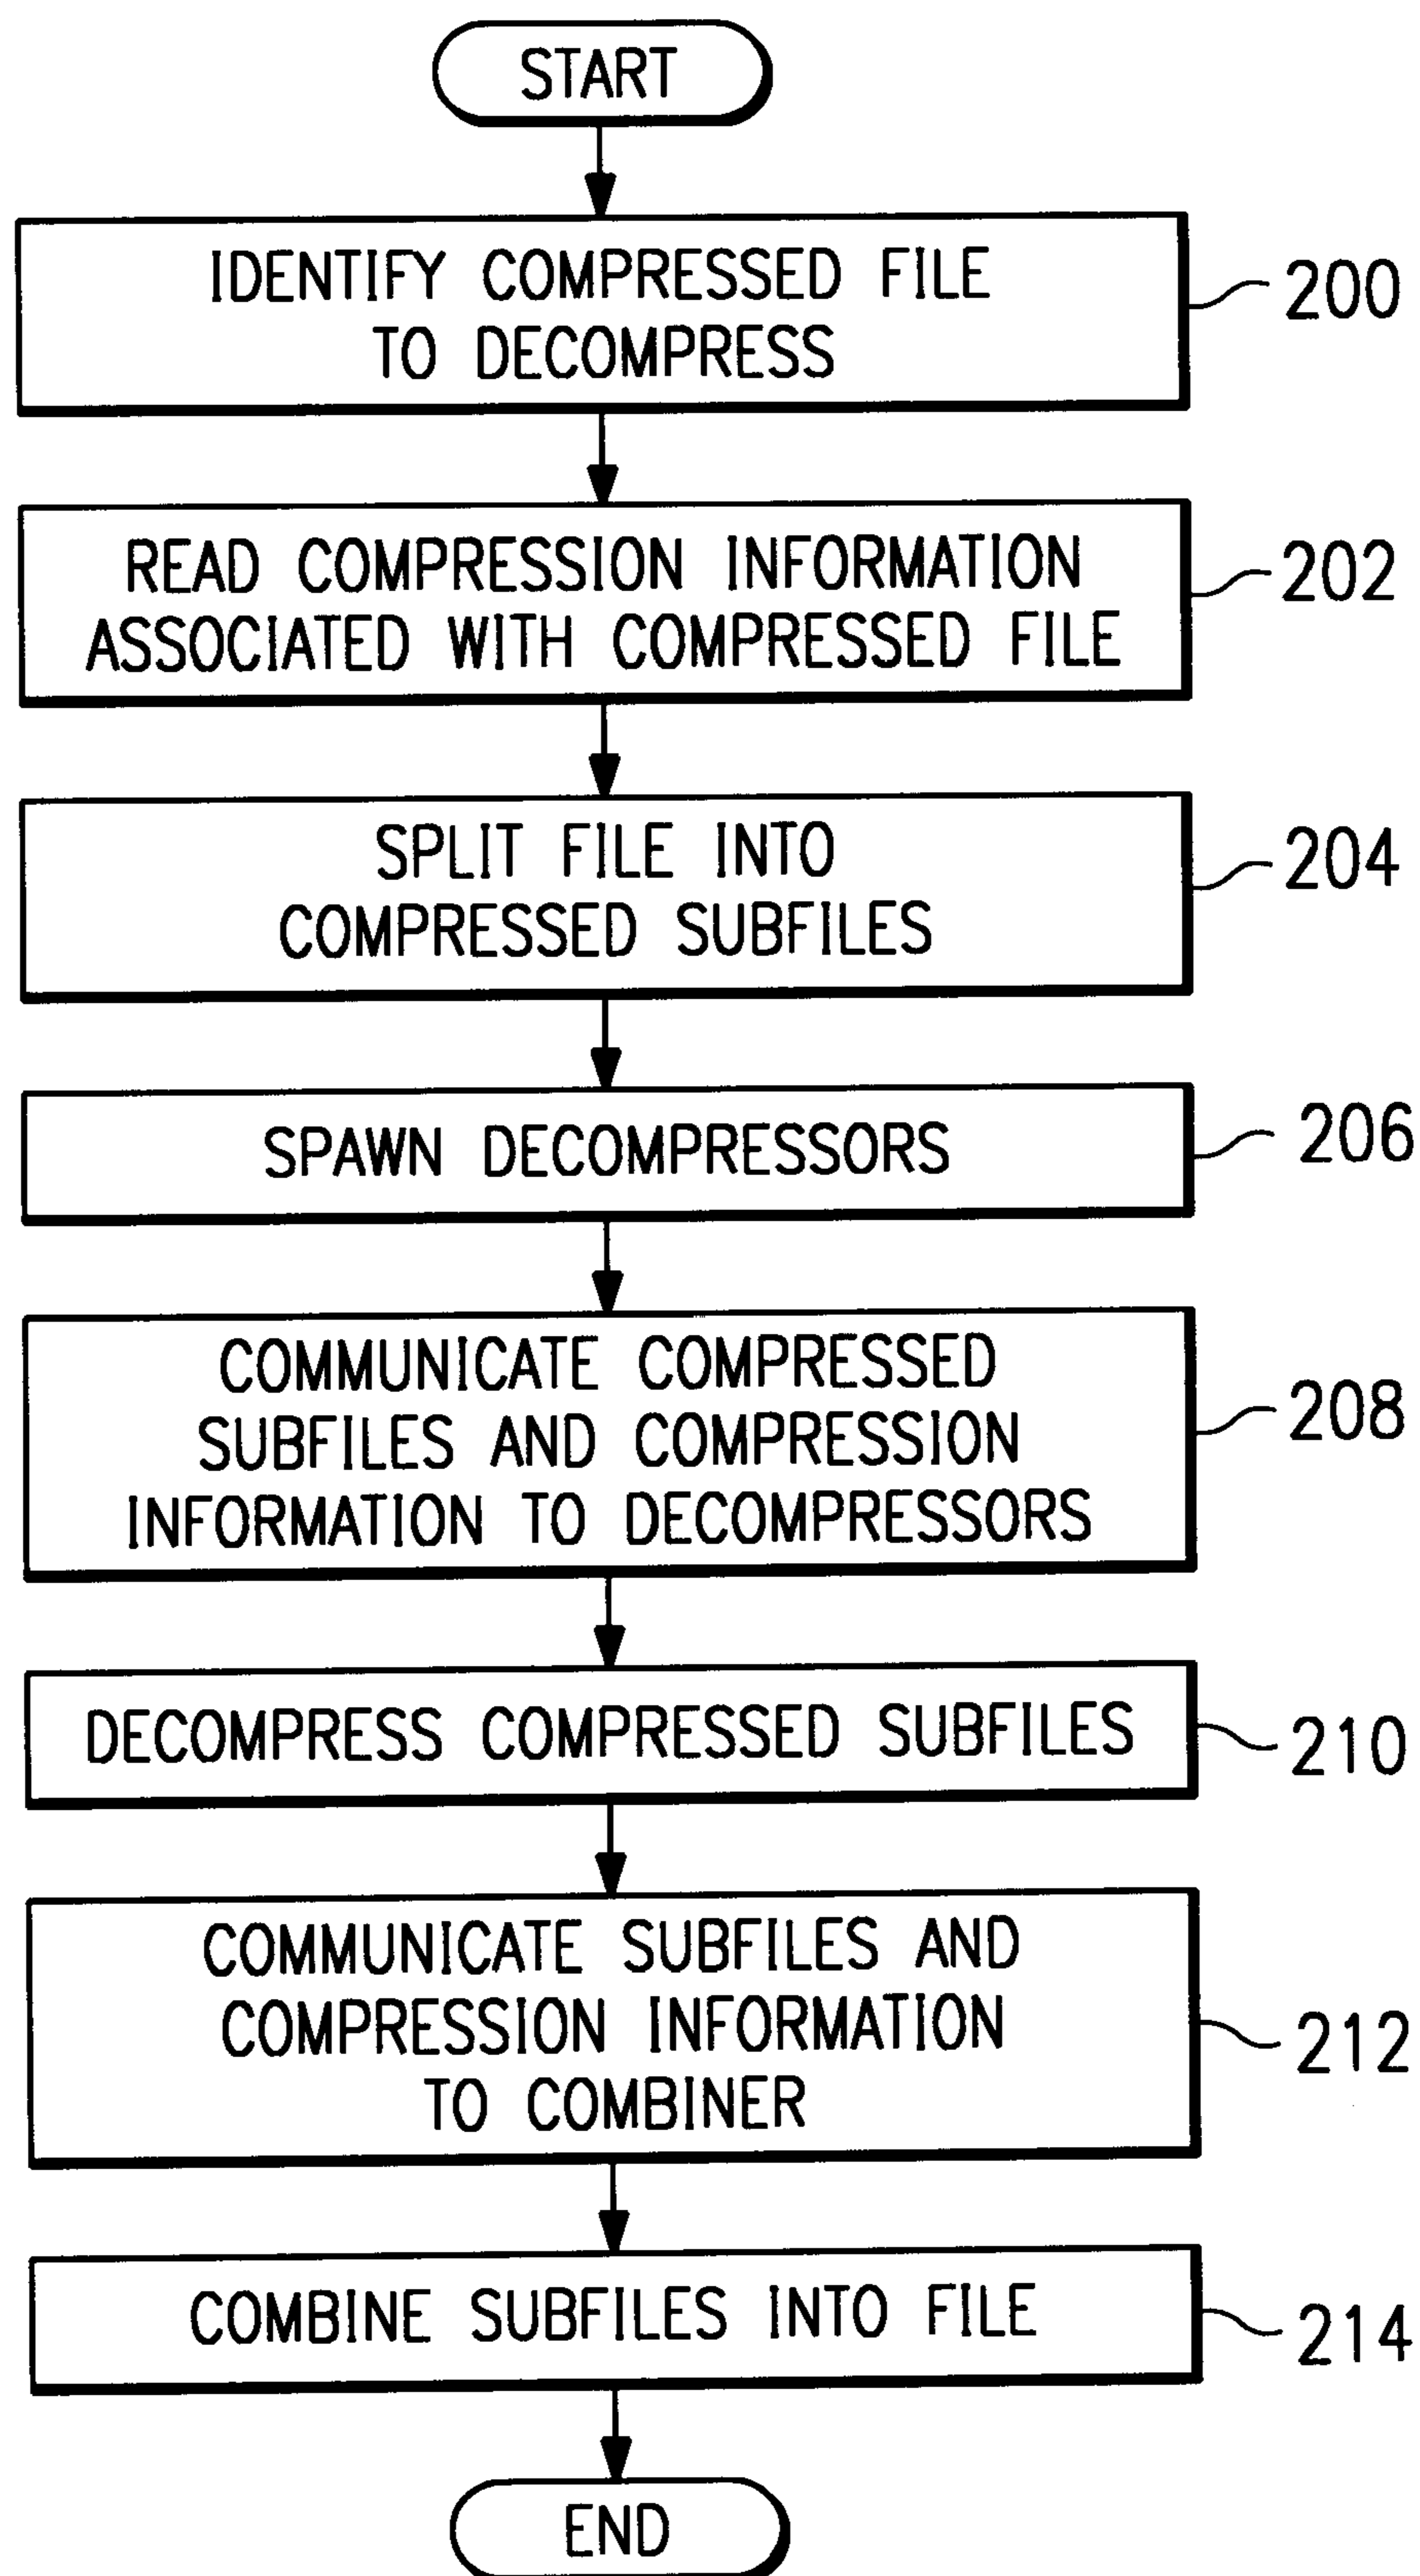 START
IDENTIFY COMPRESSED FILE
TO DECOMPRESS
200
READ COMPRESSION INFORMATION
ASSOCIATED WITH COMPRESSED FILE
202
SPLIT FILE INTO
COMPRESSED SUBFILES
204
SPAWN DECOMPRESSORS
206
COMMUNICATE COMPRESSED
SUBFILES AND COMPRESSION
INFORMATION TO DECOMPRESSORS
208
DECOMPRESS COMPRESSED SUBFILES
210
COMMUNICATE SUBFILES AND
COMPRESSION INFORMATION
TO COMBINER
212
COMBINE SUBFILES INTO FILE
214
END